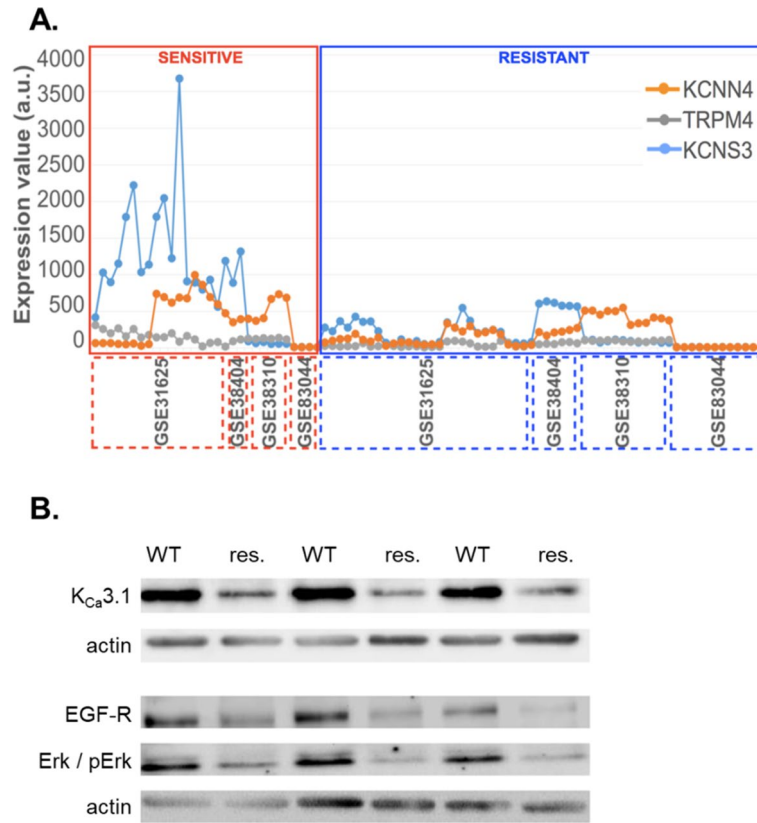 A.
SENSITIVE
RESISTANT
Expression value (a.u.)
4000
3500
3000
2500
2000
1500
1000
500
0
KCNN4
TRPM4
KCNS3
GSE31625
GSE38404
GSE38310
GSE83044
GSE31625
GSE38404
GSE38310
GSE83044
B.
WT res. WT res. WT res.
KCa3.1
actin
EGF-R
Erk / pErk
actin